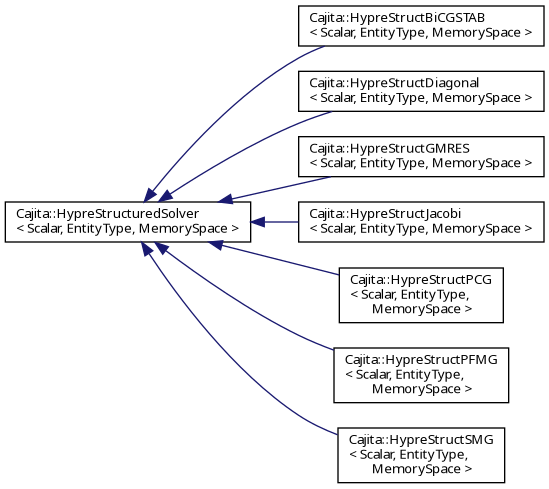 Cajita::HypreStructBiCGSTAB
< Scalar, EntityType, MemorySpace >
Cajita::HypreStructDiagonal
< Scalar, EntityType, MemorySpace >
Cajita::HypreStructGMRES
< Scalar, EntityType, MemorySpace >
Cajita::HypreStructuredSolver
< Scalar, EntityType, MemorySpace >
Cajita::HypreStructJacobi
< Scalar, EntityType, MemorySpace >
Cajita::HypreStructPCG
< Scalar, EntityType,
MemorySpace >
Cajita::HypreStructPFMG
< Scalar, EntityType,
MemorySpace >
Cajita::HypreStructSMG
< Scalar, EntityType,
MemorySpace >